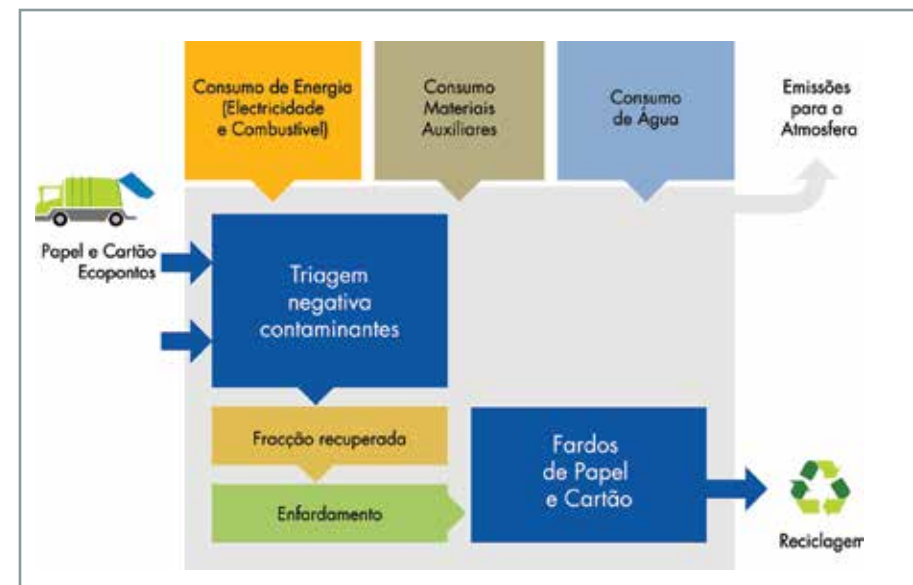 Consumo de Energia
(Electricidade
e Combustível)
Consumo
Materiais
Auxiliares
Consumo
de Água
Emissões
para a
Atmosfera
Papel e Cartão
Ecopontos
Triagem
negativa
contaminantes
Fracção recuperada
Enfardamento
Fardos
de Papel
e Cartão
Reciclagem